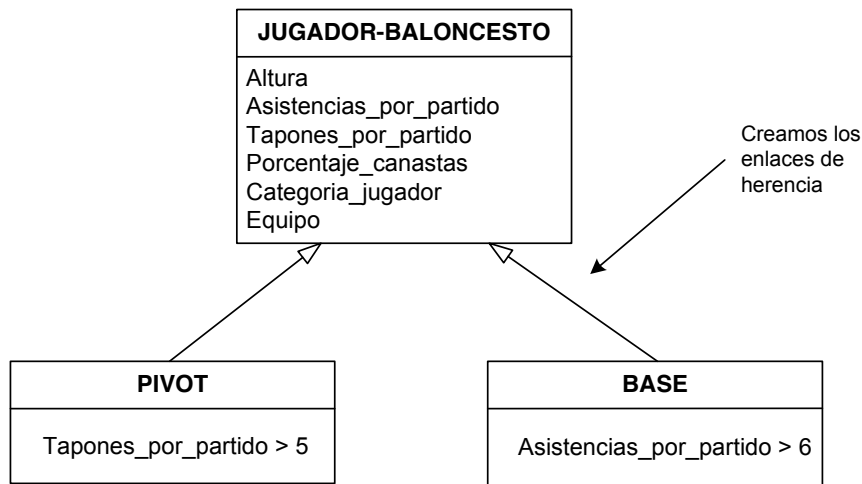 JUGADOR-BALONCESTO
Altura
Asistencias_por_partido
Tapones_por_partido
Porcentaje_canastas
Categoria_jugador
Equipo
Creamos los
enlaces de
herencia
PIVOT
Tapones_por_partido > 5
BASE
Asistencias_por_partido > 6